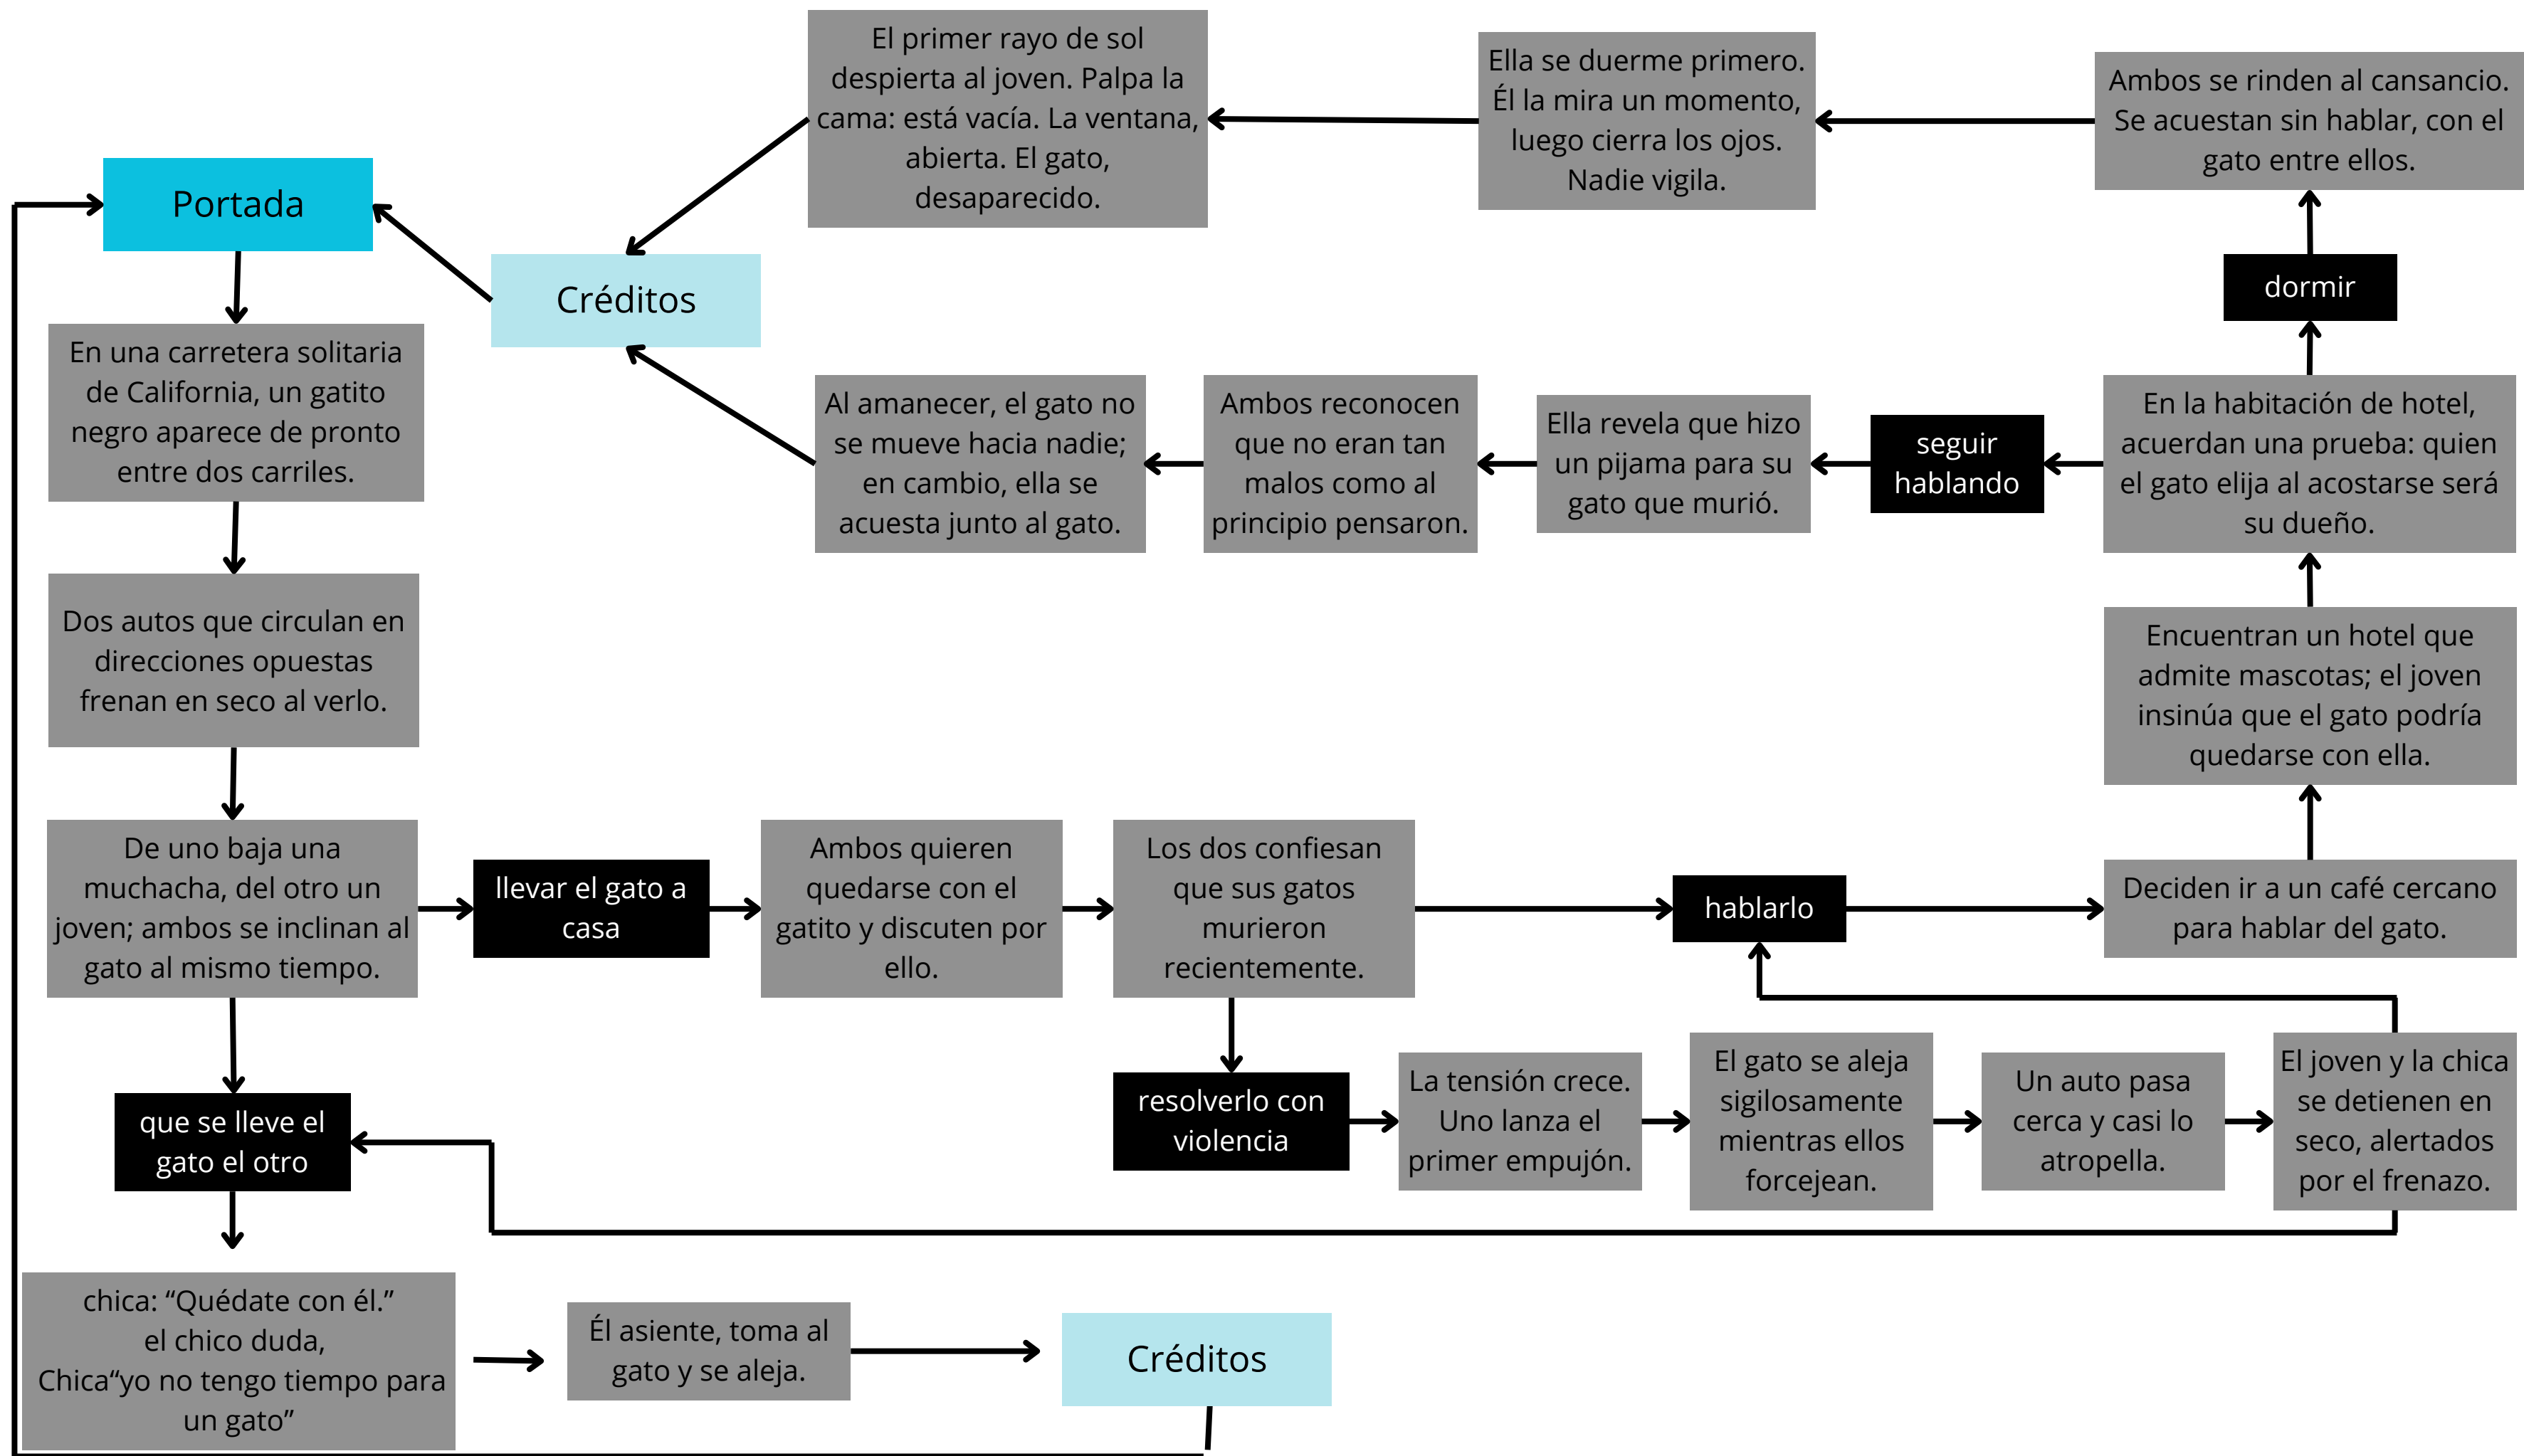 Portada
En una carretera solitaria
de California, un gatito
negro aparece de pronto
entre dos carriles.
Dos autos que circulan en
direcciones opuestas
frenan en seco al verlo.
De uno baja una
muchacha, del otro un
joven; ambos se inclinan al
gato al mismo tiempo.
llevar el gato a
casa
Ambos quieren
quedarse con el
gatito y discuten por
ello.
Los dos confiesan
que sus gatos
murieron
recientemente.
hablarlo
Deciden ir a un café cercano
para hablar del gato.
Encuentran un hotel que
admite mascotas; el joven
insinúa que el gato podría
quedarse con ella.
En la habitación de hotel,
acuerdan una prueba: quien
el gato elija al acostarse será
su dueño.
dormir
Ambos se rinden al cansancio.
Se acuestan sin hablar, con el
gato entre ellos.
Ella se duerme primero.
Él la mira un momento,
luego cierra los ojos.
Nadie vigila.
El primer rayo de sol
despierta al joven. Palpa la
cama: está vacía. La ventana,
abierta. El gato,
desaparecido.
Créditos
seguir
hablando
Ella revela que hizo
un pijama para su
gato que murió.
Ambos reconocen
que no eran tan
malos como al
principio pensaron.
Al amanecer, el gato no
se mueve hacia nadie;
en cambio, ella se
acuesta junto al gato.
resolverlo con
violencia
La tensión crece.
Uno lanza el
primer empujón.
El gato se aleja
sigilosamente
mientras ellos
forcejean.
Un auto pasa
cerca y casi lo
atropella.
El joven y la chica
se detienen en
seco, alertados
por el frenazo.
que se lleve el
gato el otro
chica: “Quédate con él.”
el chico duda,
Chica“yo no tengo tiempo para
un gato”
Él asiente, toma al
gato y se aleja.
Créditos